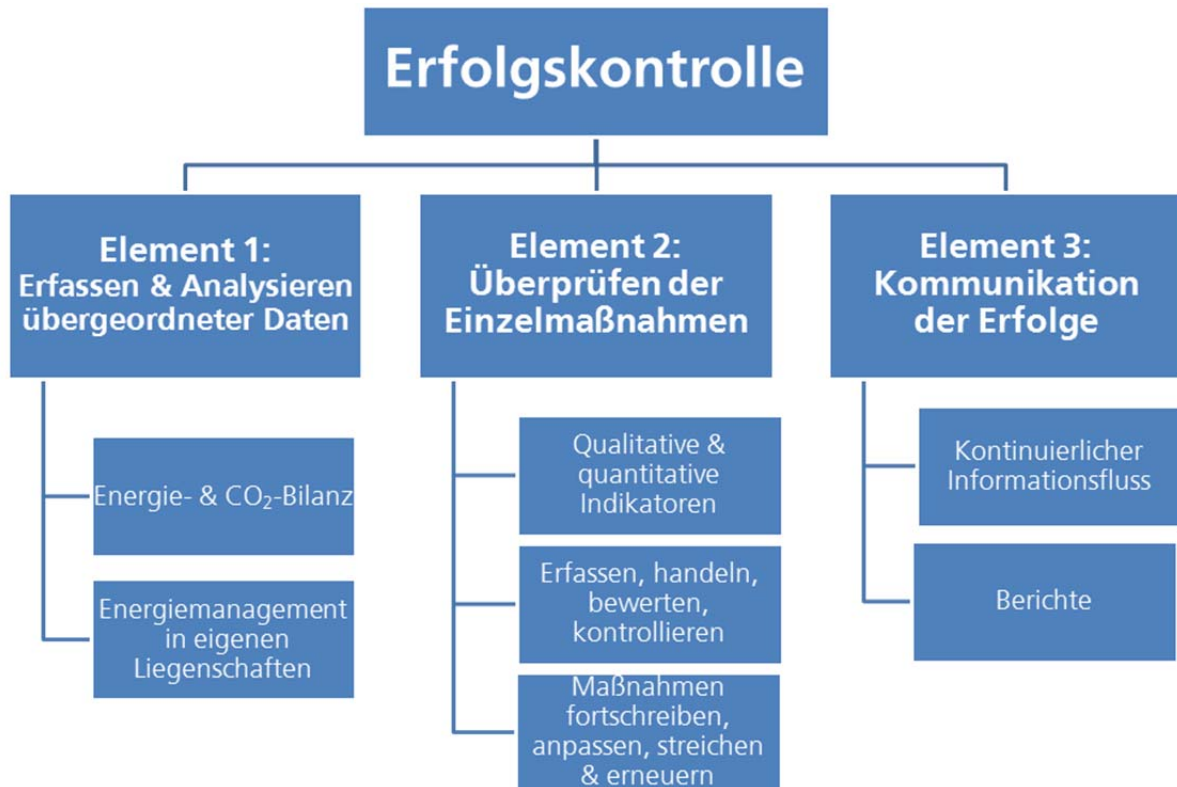 Erfolgskontrolle
Element 1:
Erfassen & Analysieren
übergeordneter Daten
Energie- & CO₂-Bilanz
Energiemanagement
in eigenen
Liegenschaften
Element 2:
Überprüfen der
Einzelmaßnahmen
Qualitative &
quantitative
Indikatoren
Erfassen, handeln,
bewerten,
kontrollieren
Maßnahmen
fortschreiben,
anpassen, streichen
& erneuern
Element 3:
Kommunikation
der Erfolge
Kontinuierlicher
Informationsfluss
Berichte